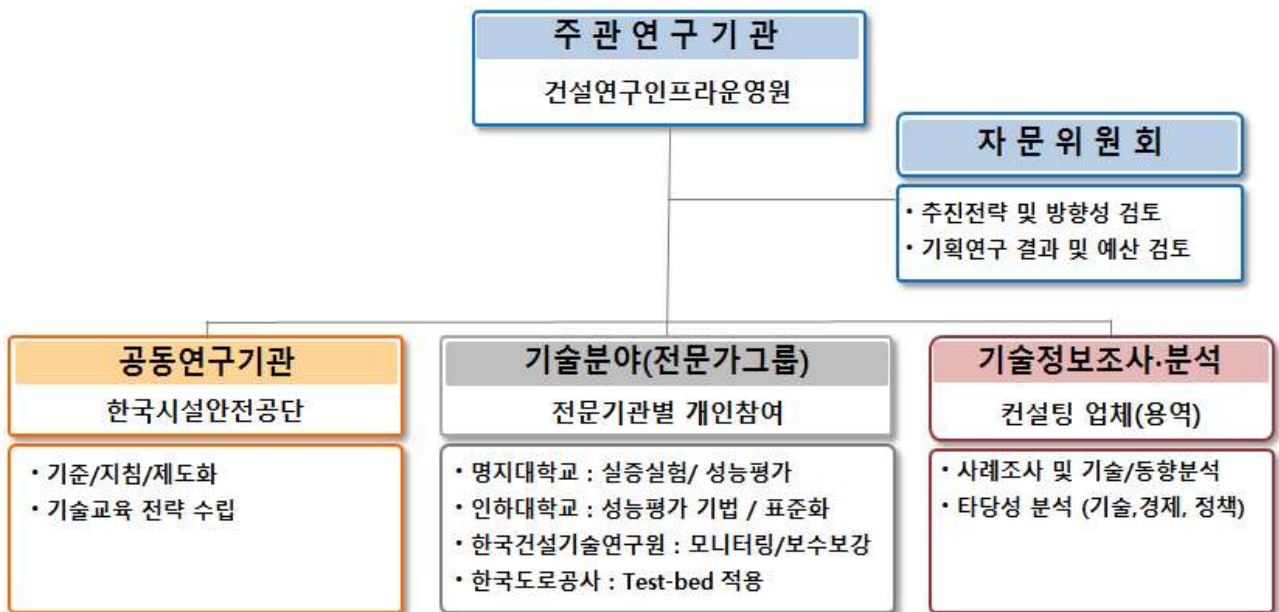 주 관 연 구 기 관
건설연구인프라운영원
자 문 위 원 회
• 추진전략 및 방향성 검토
• 기획연구 결과 및 예산 검토
공동연구기관
한국시설안전공단
• 기준/지침/제도화
• 기술교육 전략 수립
기술분야(전문가그룹)
전문기관별 개인참여
• 명지대학교 : 실증실험/ 성능평가
• 인하대학교 : 성능평가 기법 / 표준화
• 한국건설기술연구원 : 모니터링/보수보강
• 한국도로공사 : Test-bed 적용
기술정보조사·분석
컨설팅 업체(용역)
• 사례조사 및 기술/동향분석
• 타당성 분석 (기술,경제, 정책)